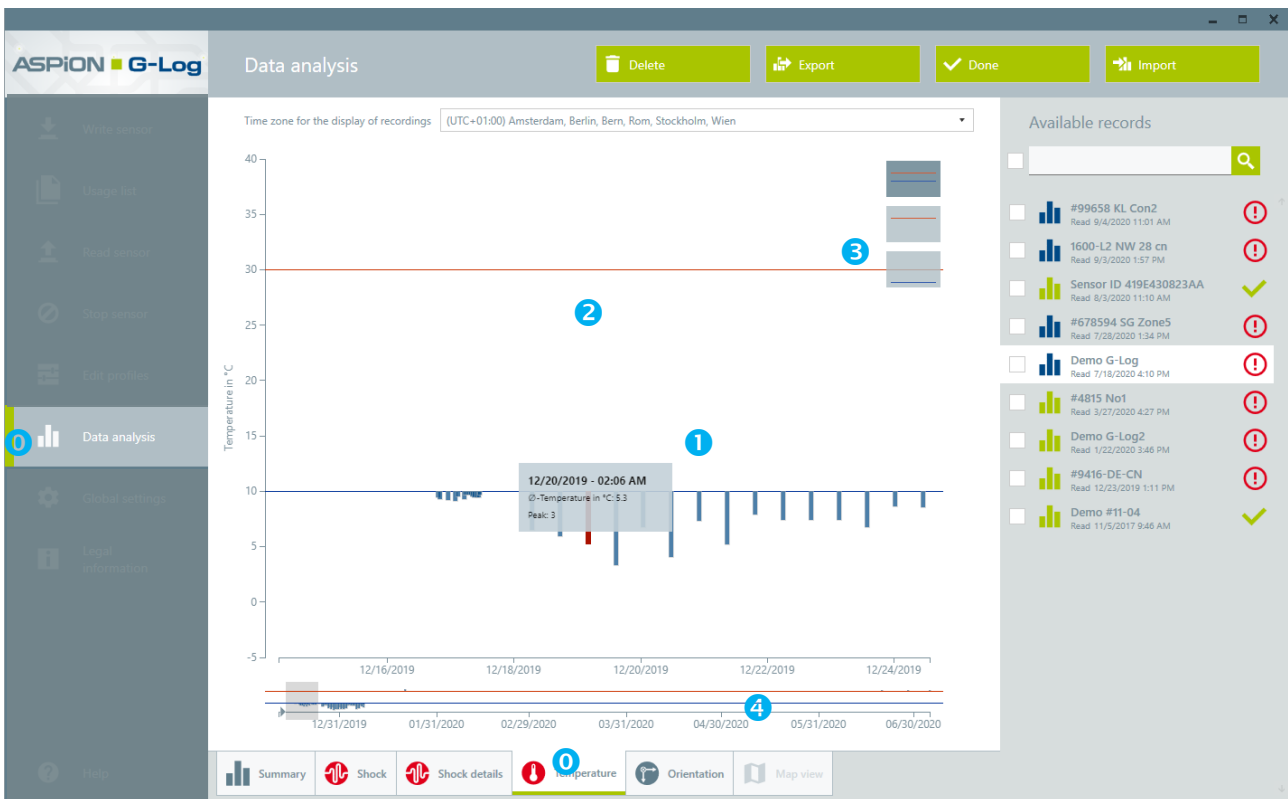 ASPiON G-Log
Data analysis
Delete
Export
Done
Import
Write sensor
Usage list
Read sensor
Stop sensor
Edit profiles
0
Data analysis
Global settings
Legal
information
Help
Time zone for the display of recordings
(UTC+01:00) Amsterdam, Berlin, Bern, Rom, Stockholm, Wien
Temperature in °C
40
35
30
25
20
15
10
5
0
-5
3
2
1
12/20/2019 - 02:06 AM
Ø-Temperature in °C: 5.3
Peak: 3
12/16/2019 12/18/2019 12/20/2019 12/22/2019 12/24/2019
4
12/31/2019 01/31/2020 02/29/2020 03/31/2020 04/30/2020 05/31/2020 06/30/2020
Summary
Shock
Shock details
0
Temperature
Orientation
Map view
Available records
#99658 KL Con2
Read 9/4/2020 11:01 AM
1600-L2 NW 28 cn
Read 9/3/2020 1:57 PM
Sensor ID 419E430823AA
Read 8/3/2020 11:10 AM
#678594 SG Zone5
Read 7/28/2020 1:34 PM
Demo G-Log
Read 7/18/2020 4:10 PM
#4815 No1
Read 3/27/2020 4:27 PM
Demo G-Log2
Read 1/22/2020 3:46 PM
#9416-DE-CN
Read 12/23/2019 1:11 PM
Demo #11-04
Read 11/5/2017 9:46 AM